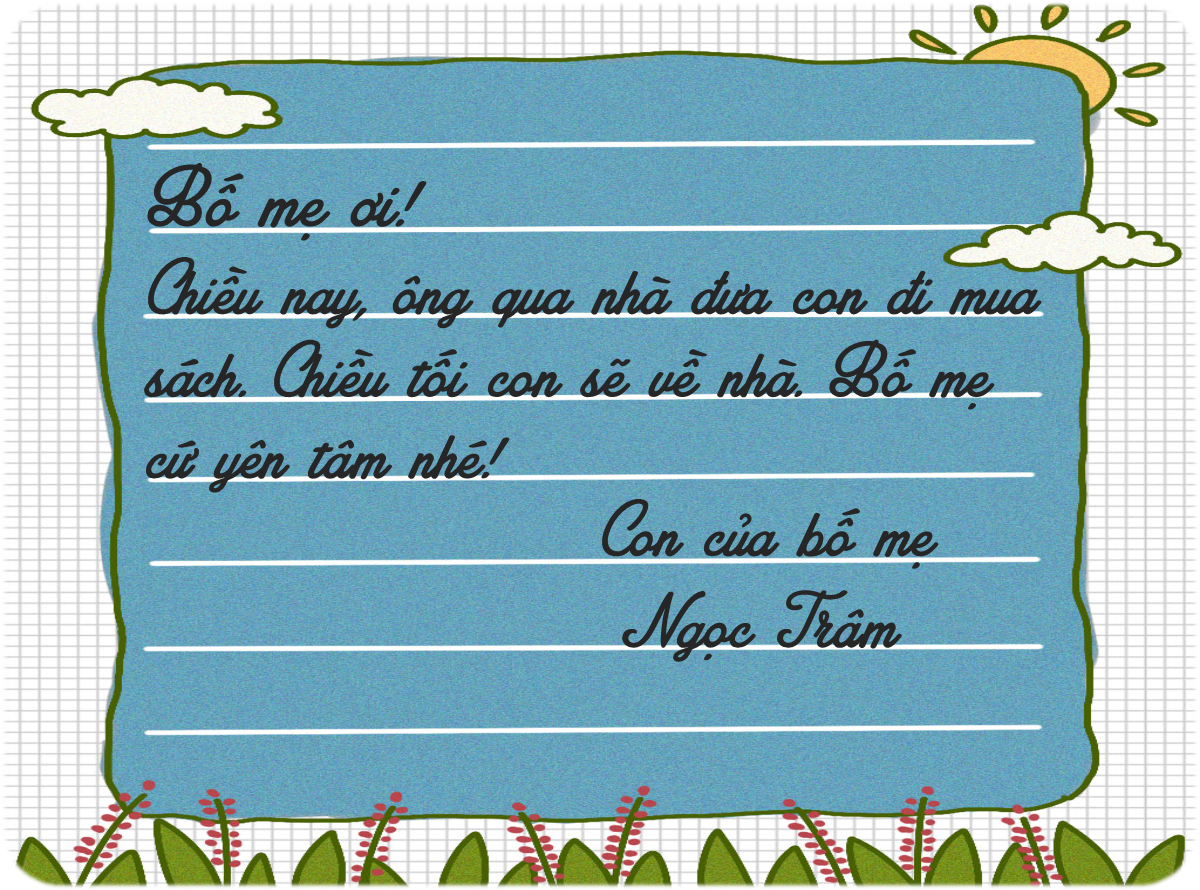 Bố mẹ ơi!
Chiều nay, ông qua nhà đưa con đi mua
sách. Chiều tối con sẽ về nhà. Bố mẹ
cứ yên tâm nhé!
Con của bố mẹ
Ngọc Trâm